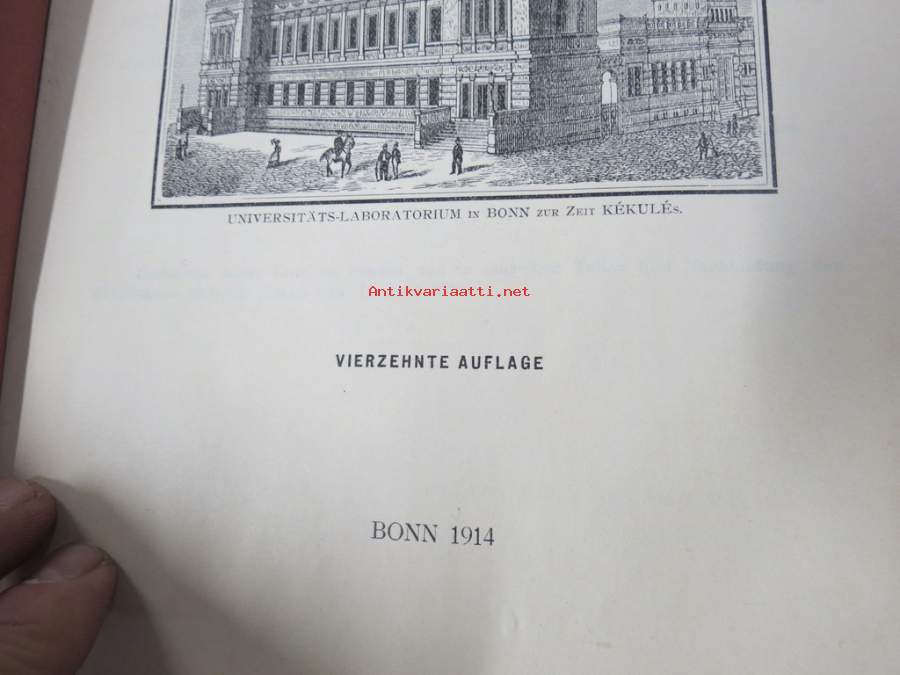 UNIVERSITÄTS-LABORATORIUM IN BONN ZUR ZEIT KÉKULÉS.
Antikvariaatti.net
VIERZEHNTE AUFLAGE
BONN 1914